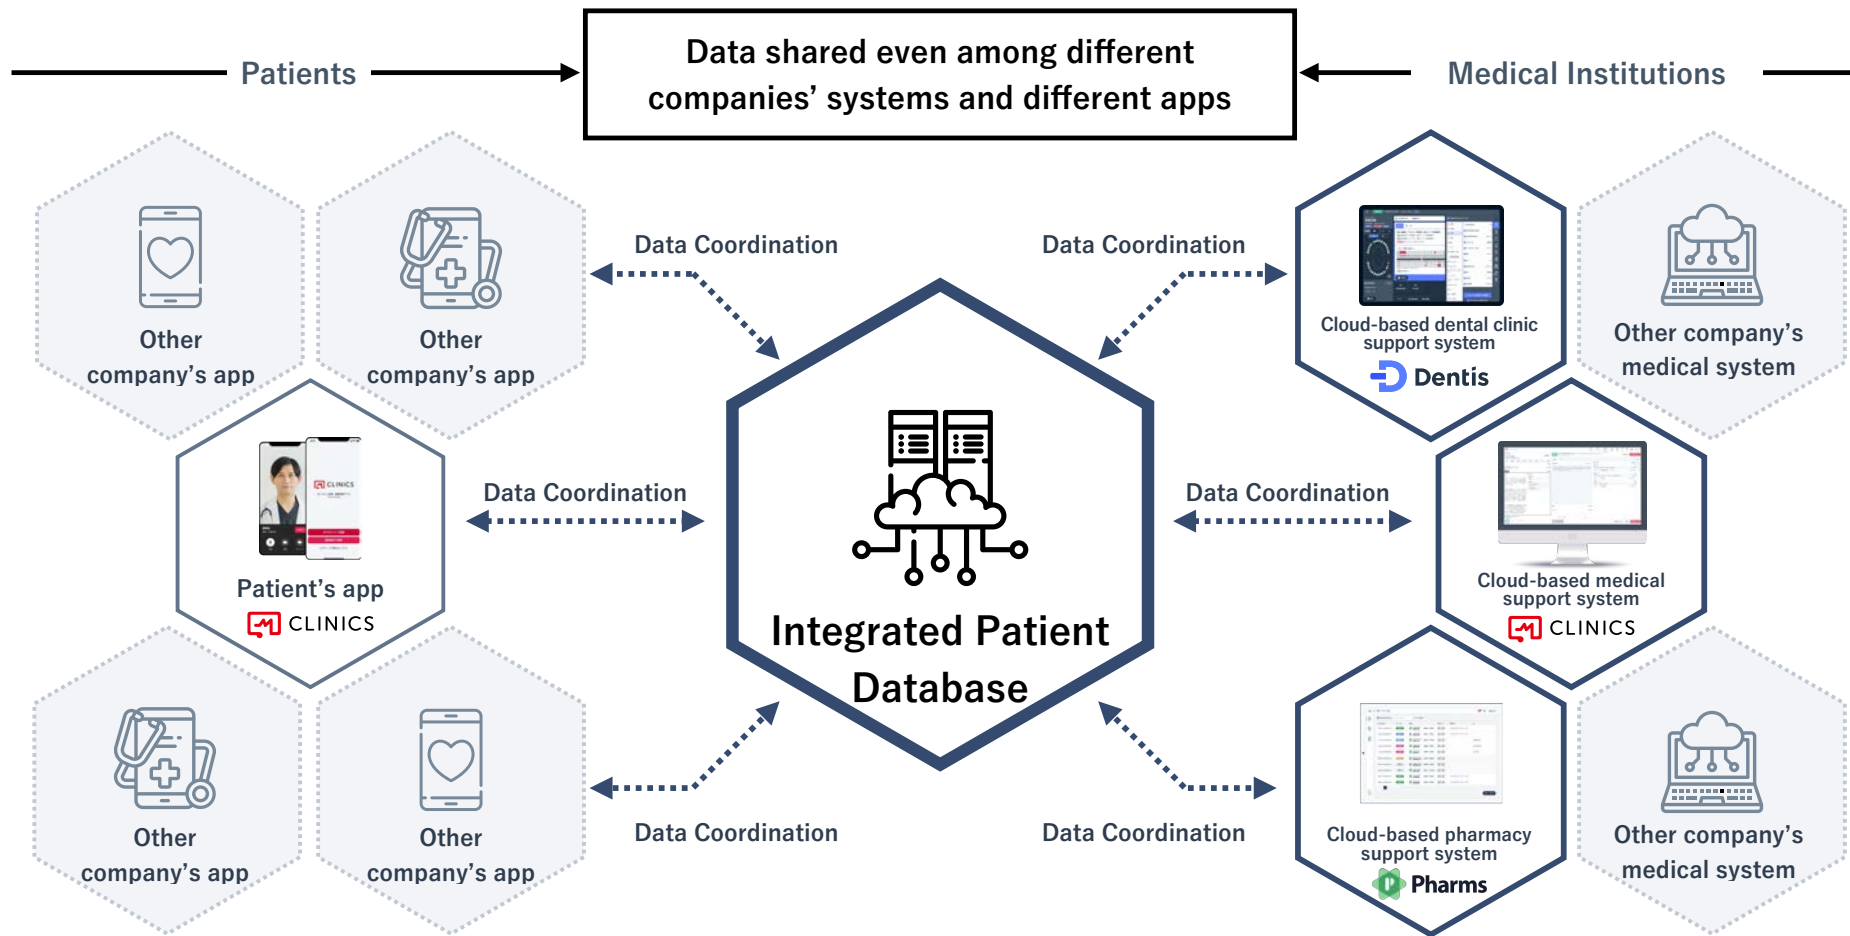 Patients
Data shared even among different
companies’ systems and different apps
Medical Institutions
Other
company’s app
Other
company’s app
Data Coordination
Data Coordination
Cloud-based dental clinic
support system
Dentis
Other company’s
medical system
CLINICS
Patient’s app
CLINICS
Data Coordination
Integrated Patient
Database
Data Coordination
Cloud-based medical
support system
CLINICS
Other
company’s app
Other
company’s app
Data Coordination
Data Coordination
Cloud-based pharmacy
support system
Pharms
Other company’s
medical system